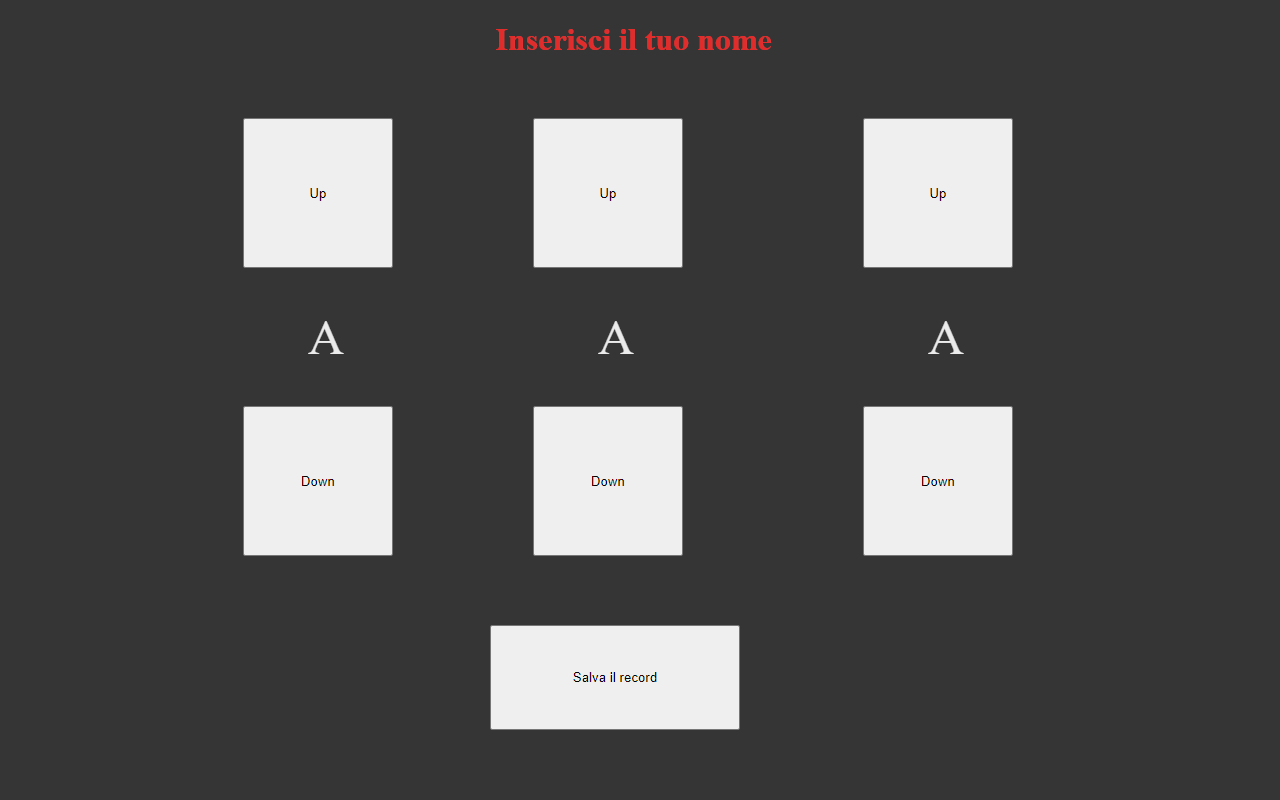 Inserisci il tuo nome
Up Up Up
A A A
Down Down Down
Salva il record